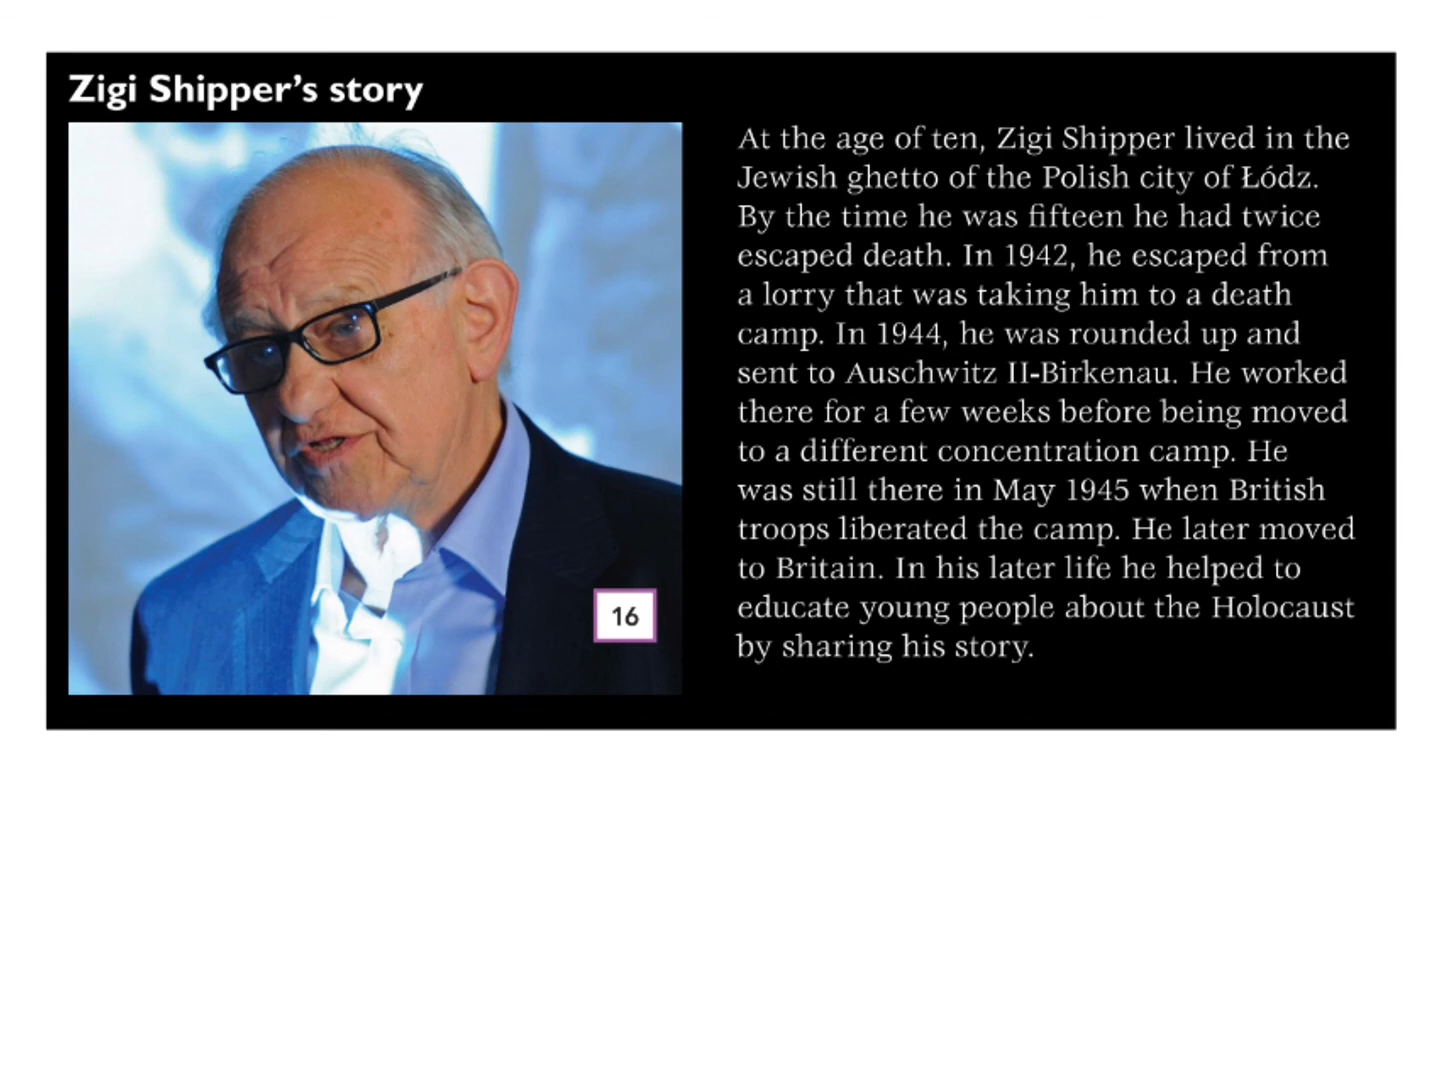 Zigi Shipper’s story
At the age of ten, Zigi Shipper lived in the
Jewish ghetto of the Polish city of Łódz.
By the time he was fifteen he had twice
escaped death. In 1942, he escaped from
a lorry that was taking him to a death
camp. In 1944, he was rounded up and
sent to Auschwitz II-Birkenau. He worked
there for a few weeks before being moved
to a different concentration camp. He
was still there in May 1945 when British
troops liberated the camp. He later moved
to Britain. In his later life he helped to
educate young people about the Holocaust
by sharing his story.
16